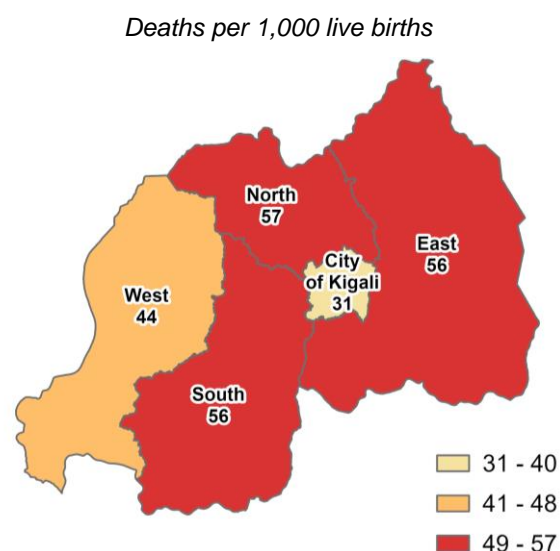 Deaths per 1,000 live births
North
57
East
56
City
of Kigali
31
West
44
South
56
31 - 40
41 - 48
49 - 57